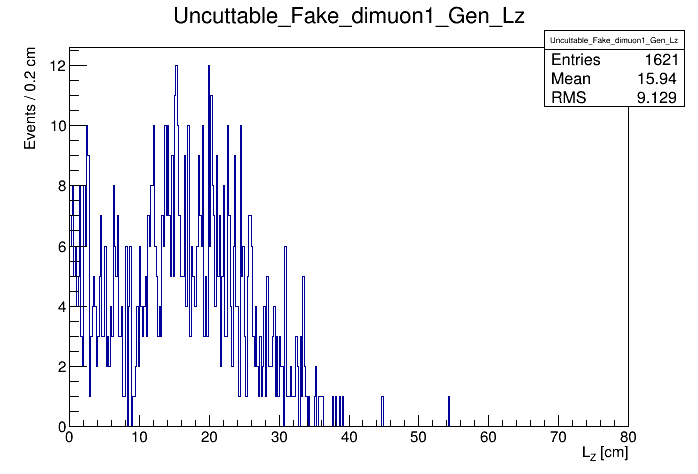 Uncuttable_Fake_dimuon1_Gen_Lz
Uncuttable_Fake_dimuon1_Gen_Lz
Entries 1621
Mean 15.94
RMS 9.129
Events / 0.2 cm
12
10
8
6
4
2
0
0 10 20 30 40 50 60 70 80
L_Z [cm]